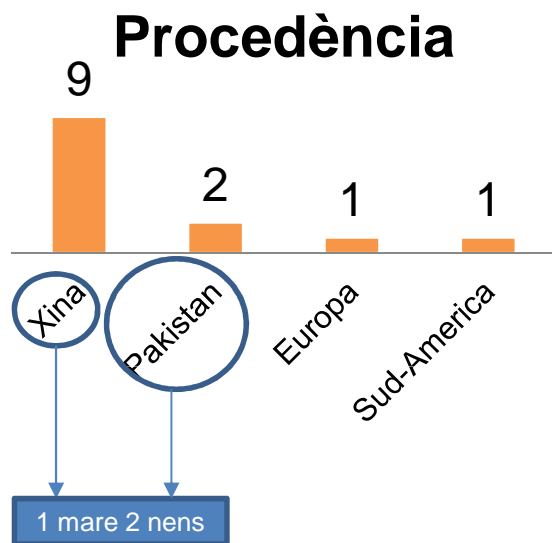 Procedència
9
2
1
1
Xina
Pakistan
Europa
Sud-America
1 mare 2 nens